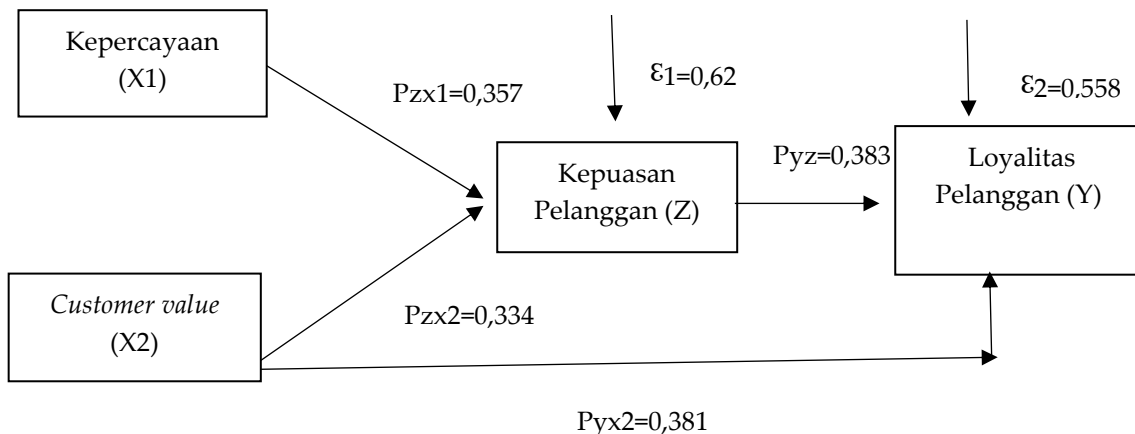 Kepercayaan
(X1)
Pzx1=0,357
ε1=0,62
ε2=0,558
Kepuasan
Pelanggan (Z)
Pyz=0,383
Loyalitas
Pelanggan (Y)
Customer value
(X2)
Pzx2=0,334
Pyx2=0,381